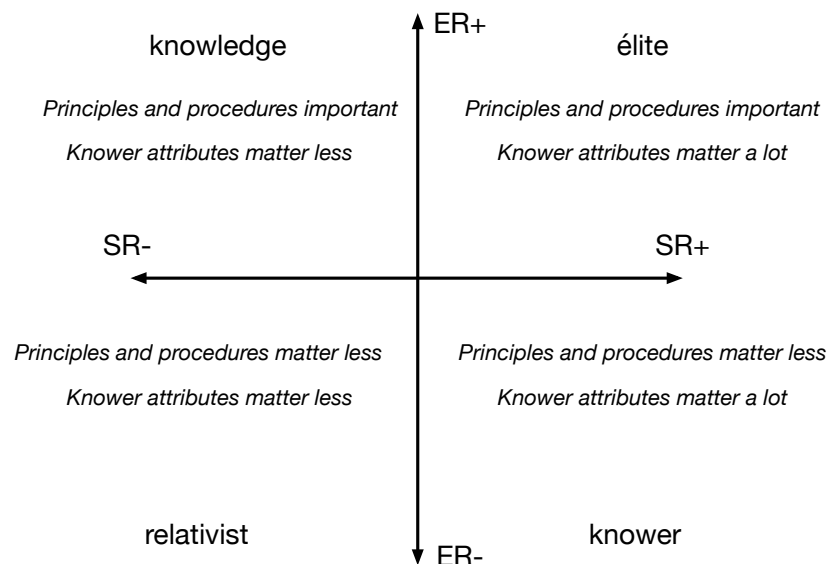 ER+
knowledge
élite
Principles and procedures important
Principles and procedures important
Knower attributes matter less
Knower attributes matter a lot
SR-
SR+
Principles and procedures matter less
Principles and procedures matter less
Knower attributes matter less
Knower attributes matter a lot
relativist
knower
ER-